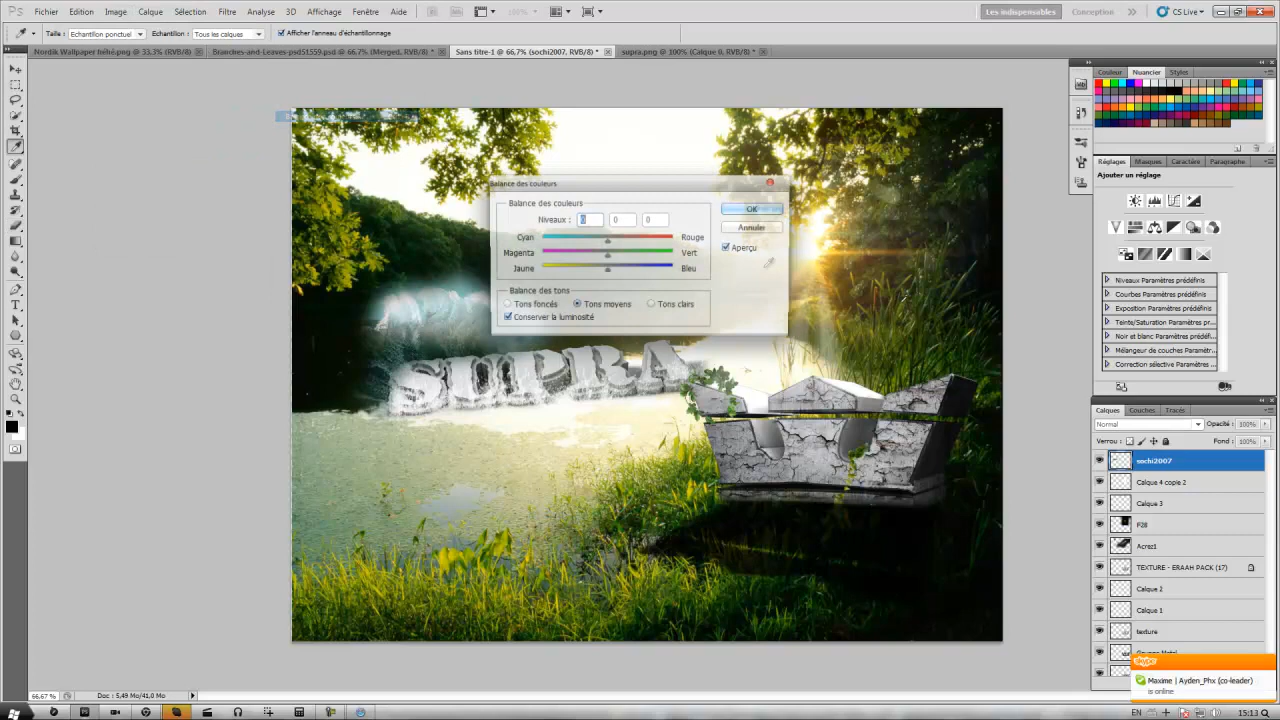 Ps Fichier Edition Image Calque Sélection Filtre Analyse 3D Affichage Fenêtre Aide 100% Les indispensables Conception CS Live
Taille : Echantillon ponctuel Echantillon : Tous les calques Afficher l'anneau d'échantillonnage
Nordik Wallpaper héhé.png @ 33,3% (RVB/8) Branches-and-Leaves-psd51559.psd @ 66,7% (Merged, RVB/8) * Sans titre-1 @ 66,7% (sochi2007, RVB/8) * supra.png @ 100% (Calque 0, RVB/8) *
Couleur Nuancier Styles
Réglages Masques Caractère Paragraphe
Ajouter un réglage
Balance des couleurs
Balance des couleurs
Niveaux : 0 0 0
OK
Annuler
Aperçu
Cyan Rouge
Magenta Vert
Jaune Bleu
Balance des tons
Tons foncés Tons moyens Tons clairs
Conserver la luminosité
Niveaux Paramètres prédéfinis
Courbes Paramètres prédéfinis
Exposition Paramètres prédéfinis
Teinte/Saturation Paramètres pr...
Noir et blanc Paramètres prédéfi...
Mélangeur de couches Paramètr...
Correction sélective Paramètres...
SUPRA
Calques Couches Tracés
Normal Opacité : 100%
Verrou : Fond : 100%
sochi2007
Calque 4 copie 2
Calque 3
Acrez1
TEXTURE - ERAAH PACK (17)
Calque 2
Calque 1
texture
skype
Maxime | Ayden_Phx (co-leader)
is online
66,67 % Doc : 5,49 Mo/41,0 Mo
EN 15:13